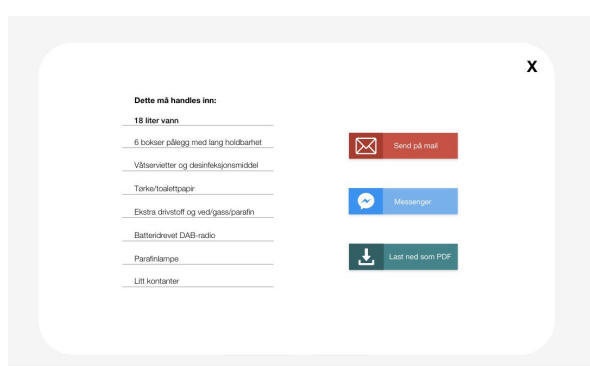 X
Dette må handles inn:
18 liter vann
6 bokser pålegg med lang holdbarhet
Våtservietter og desinfeksjonsmiddel
Tørke/toalettpapir
Ekstra drivstoff og ved/gass/parafin
Batteridrevet DAB-radio
Parafinlampe
Litt kontanter
Send på mail
Messenger
Last ned som PDF